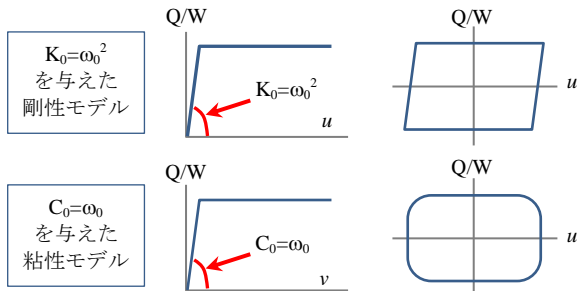 K₀=ω₀²
を与えた
剛性モデル
Q/W
K₀=ω₀²
u
Q/W
u
C₀=ω₀
を与えた
粘性モデル
Q/W
C₀=ω₀
v
Q/W
u